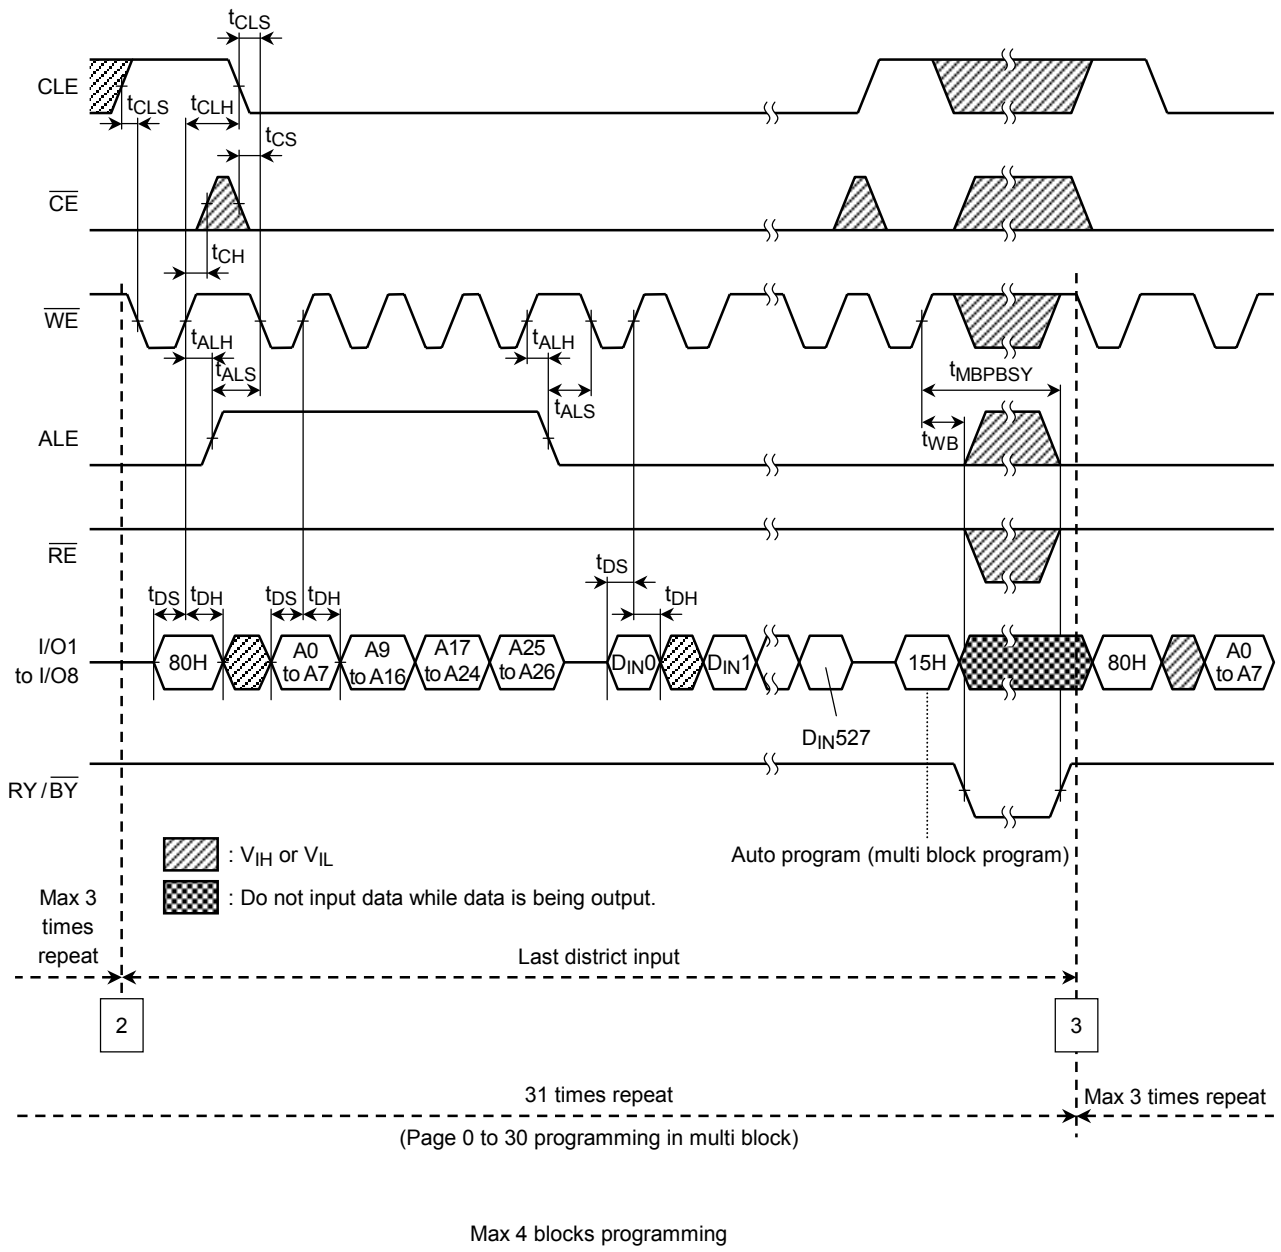 tCLS
CLE
tCLS
tCLH
tCS
CE
tCH
WE
tALH
tALH
tALS
tMBPBSY
tALS
ALE
tWB
RE
tDS
tDS
tDH
tDS
tDH
tDH
I/O1
to I/O8
80H
A0
to A7
A9
to A16
A17
to A24
A25
to A26
DIN0
DIN1
15H
80H
A0
to A7
DIN527
RY/BY
: VIH or VIL
Auto program (multi block program)
: Do not input data while data is being output.
Max 3
times
repeat
Last district input
2
3
31 times repeat
Max 3 times repeat
(Page 0 to 30 programming in multi block)
Max 4 blocks programming